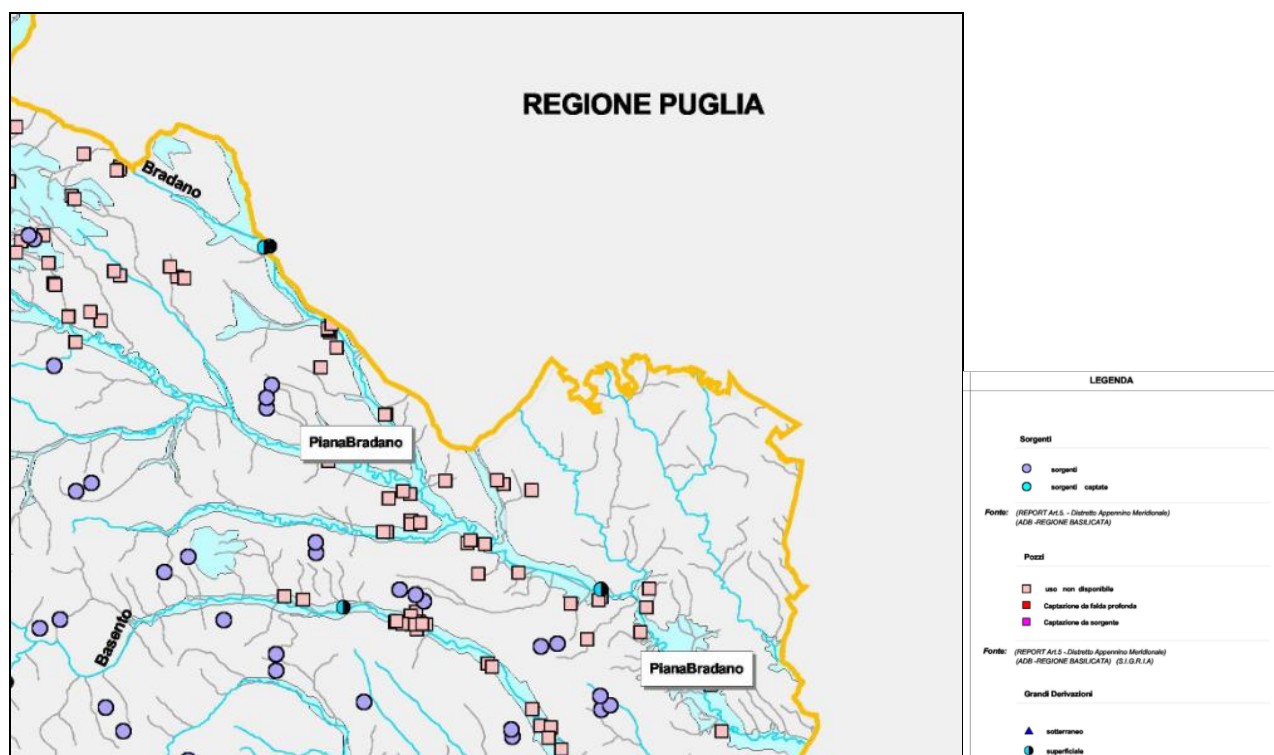 REGIONE PUGLIA
Bradano
PianaBradano
Basento
PianaBradano
LEGENDA
Sorgenti
sorgenti
sorgenti captate
Fonte: (REPORT Art.5. - Distretto Appennino Meridionale)
(ADB -REGIONE BASILICATA)
Pozzi
uso non disponibile
Captazione da falda profonda
Captazione da sorgente
Fonte: (REPORT Art.5 - Distretto Appennino Meridionale)
(ADB -REGIONE BASILICATA) (S.I.G.R.I.A)
Grandi Derivazioni
sotterraneo
superficiale